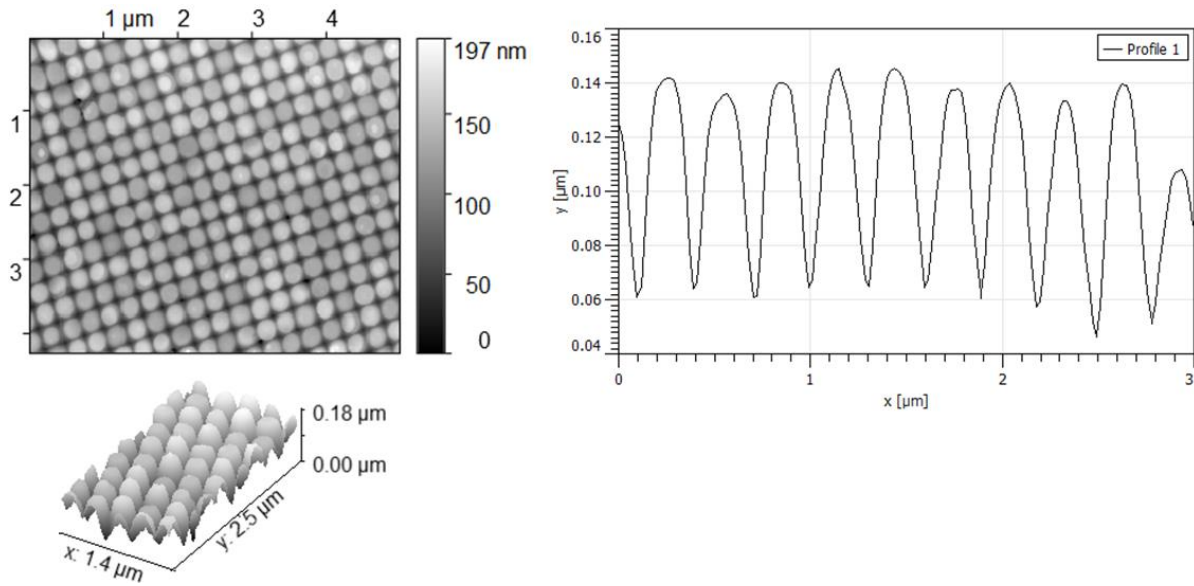 1 µm 2 3 4
197 nm
150
100
50
0
1
2
3
0.18 µm
0.00 µm
x: 1.4 µm
y: 2.5 µm
0.16
0.14
0.12
0.10
0.08
0.06
0.04
y [µm]
Profile 1
0 1 2 3
x [µm]